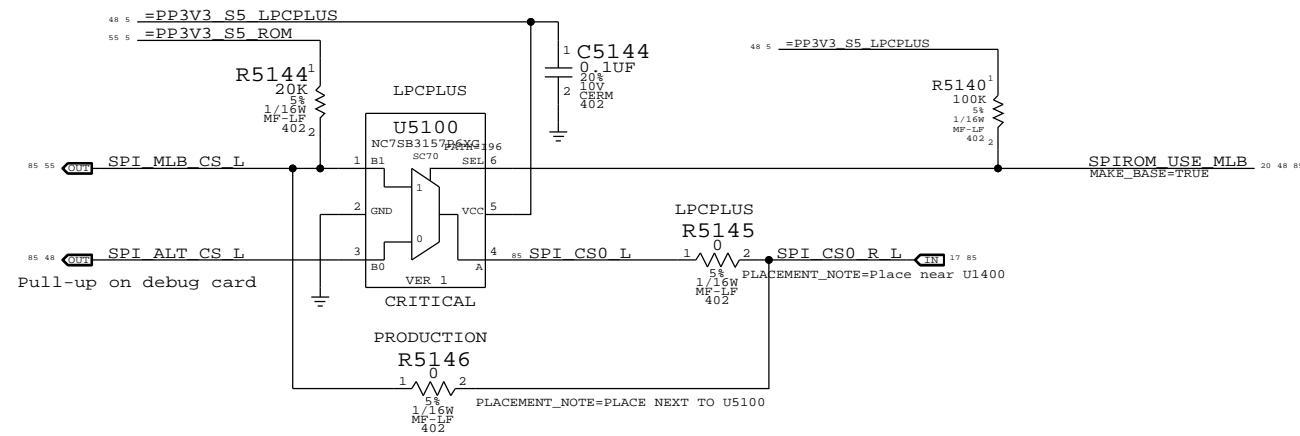 48 5 =PP3V3_S5_LPCPLUS
55 5 =PP3V3_S5_ROM
R5144
1
20K
5%
1/16W
MF-LF
402
2
LPCPLUS
1 C5144
0.1UF
20%
10V
2 CERM
402
48 5 =PP3V3_S5_LPCPLUS
R5140
1
100K
5%
1/16W
MF-LF
402
2
U5100
NC7SB3157P6XG
SC70
85 55 OUT SPI_MLB_CS_L
1 B1
SEL 6
SPIROM_USE_MLB
20 48 85
MAKE_BASE=TRUE
1
2 GND
VCC 5
0
85 48 OUT SPI_ALT_CS_L
3 B0
A 4
85 SPI_CS0_L
Pull-up on debug card
VER 1
CRITICAL
LPCPLUS
R5145
0
1 2
5%
1/16W
MF-LF
402
SPI_CS0_R_L
IN 17 85
PLACEMENT_NOTE=Place near U1400
PRODUCTION
R5146
0
1 2
5%
1/16W
MF-LF
402
PLACEMENT_NOTE=PLACE NEXT TO U5100